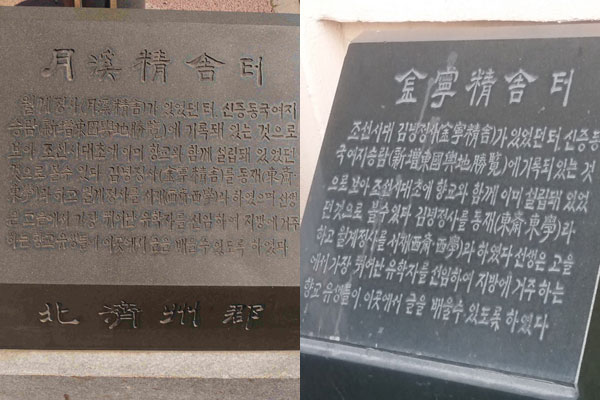 月溪精舍 터
월계정사(月溪精舍)가 있었던 터. 신증동국여지
승람(新增東國輿地勝覽)에 기록돼 있는 것으로
보아 조선시대초에 이미 향교와 함께 설립돼 있었던
것으로 볼수 있다 김녕정사(金寧精舍)를 동재(東齋·
東學)라 하고 월계정사를 서재(西齋·西學)라 하였으며 선생
은 고을에서 가장 뛰어난 유학자를 선임하여 지방에 거주
하는 향교 유생들이 이곳에서 글을 배울수 있도록 하였다
北濟州郡
金寧精舍 터
조선시대 김녕정사(金寧精舍)가 있었던 터. 신증동
국여지승람(新增東國輿地勝覽)에 기록되있는 것
으로 보아 조선시대초에 향교와 함께 이미 설립돼 있었
던 것으로 볼수있다 김녕정사를 동재(東齋·東學)라
하고 월계정사를 서재(西齋·西學)라 하였다 선생은 고을
에서 가장 뛰어난 유학자를 선임하여 지방에 거주 하는
향교 유생들이 이곳에서 글을 배울수 있도록 하였다